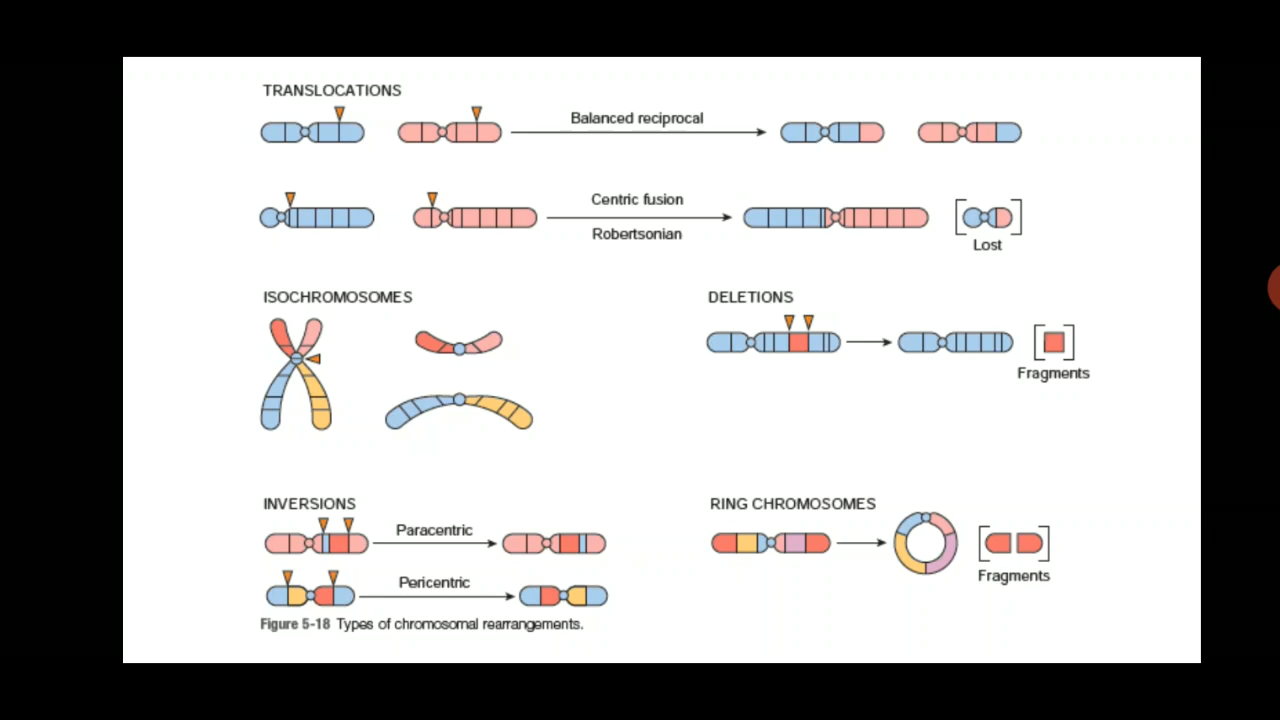 TRANSLOCATIONS
Balanced reciprocal
Centric fusion
Robertsonian
Lost
ISOCHROMOSOMES
DELETIONS
Fragments
INVERSIONS
Paracentric
Pericentric
RING CHROMOSOMES
Fragments
Figure 5-18 Types of chromosomal rearrangements.